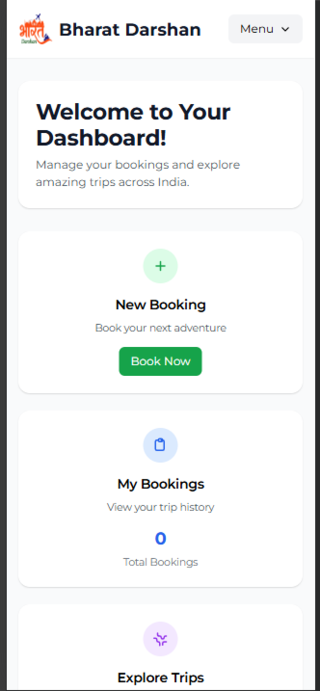 भारत
Darshan
Bharat Darshan
Menu
Welcome to Your
Dashboard!
Manage your bookings and explore
amazing trips across India.
New Booking
Book your next adventure
Book Now
My Bookings
View your trip history
0
Total Bookings
Explore Trips